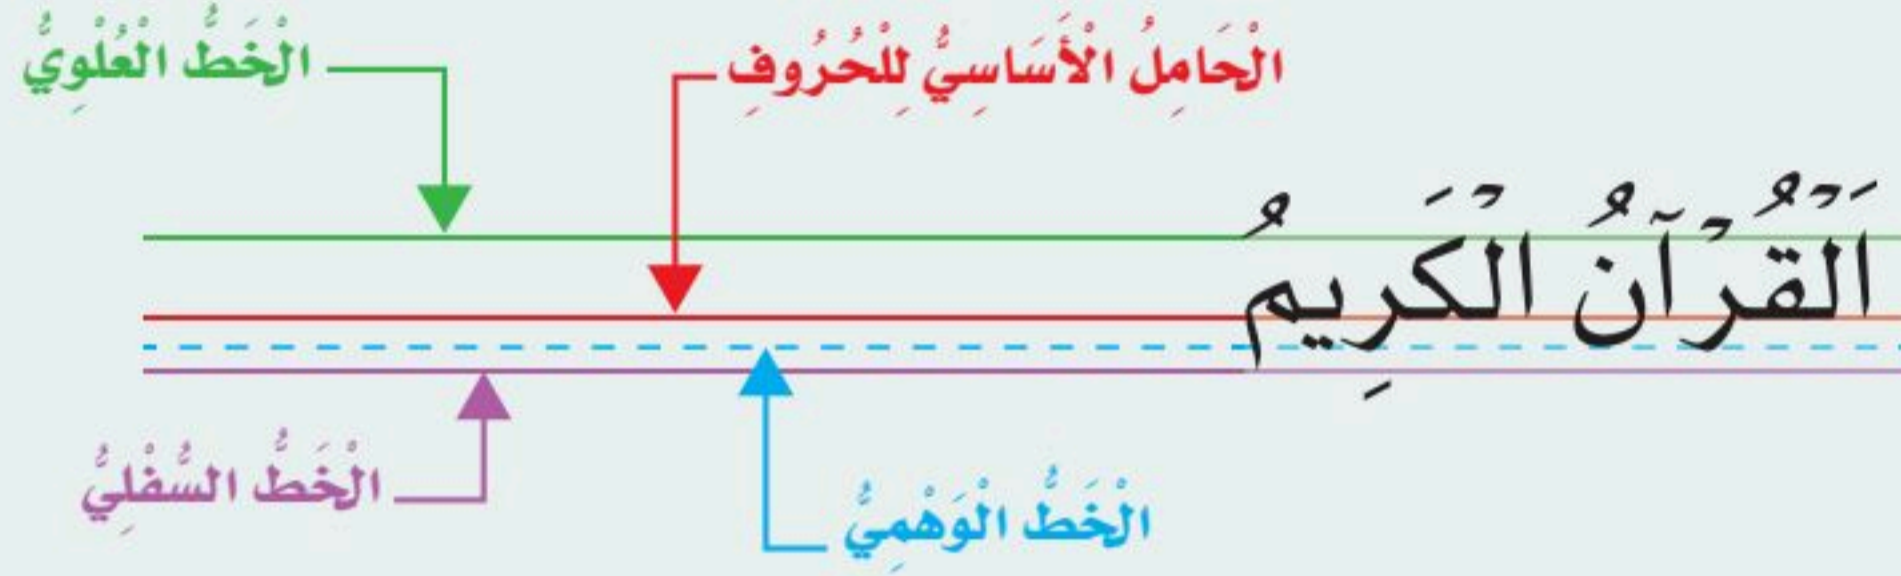 الْحَامِلُ الْأَسَاسِيُّ لِلْحُرُوفِ
الْخَطُّ الْعُلْوِيُّ
اَلْقُرْآنُ الْكَرِيمُ
الْخَطُّ السُّفْلِيُّ
الْخَطُّ الْوَهْمِيُّ